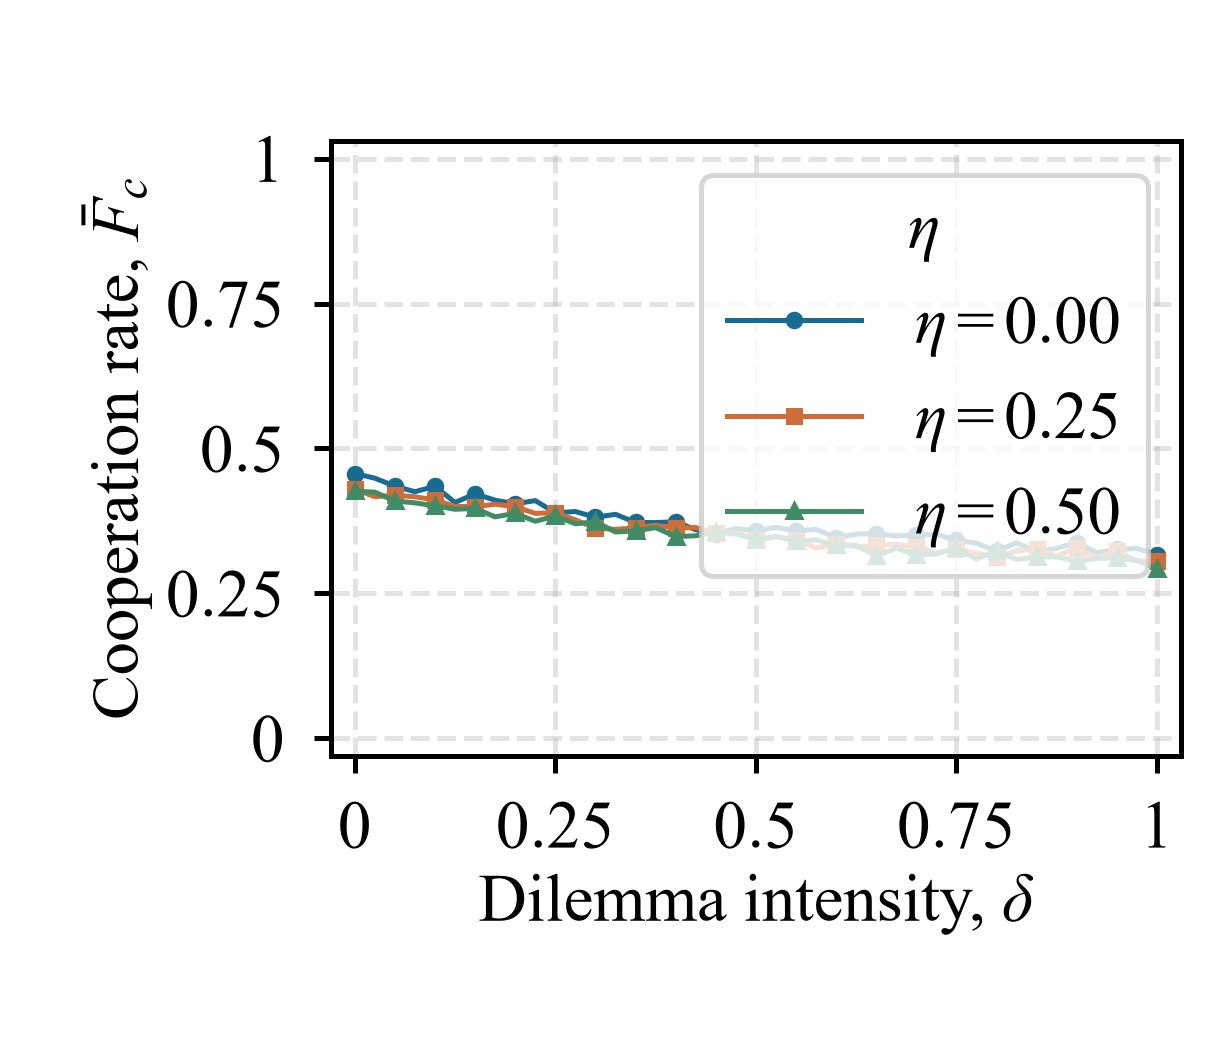 Cooperation rate, F̄c
1
0.75
0.5
0.25
0
η
η=0.00
η=0.25
η=0.50
0 0.25 0.5 0.75 1
Dilemma intensity, δ